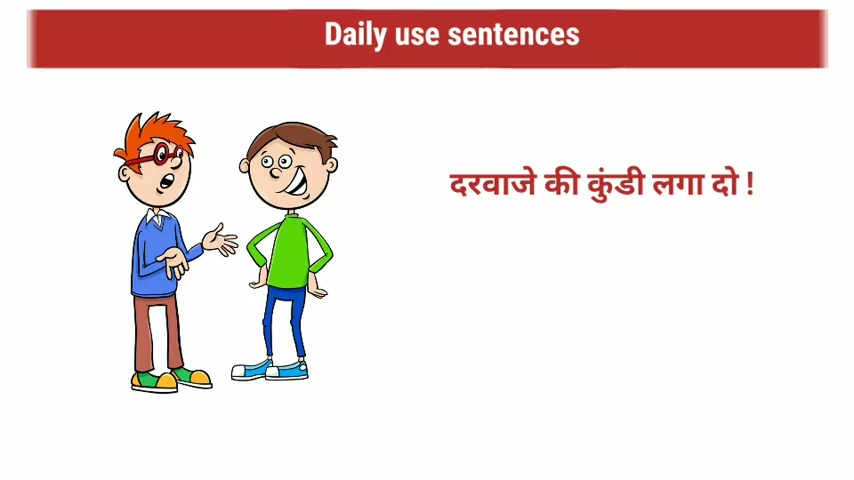 Daily use sentences
दरवाजे की कुंडी लगा दो !